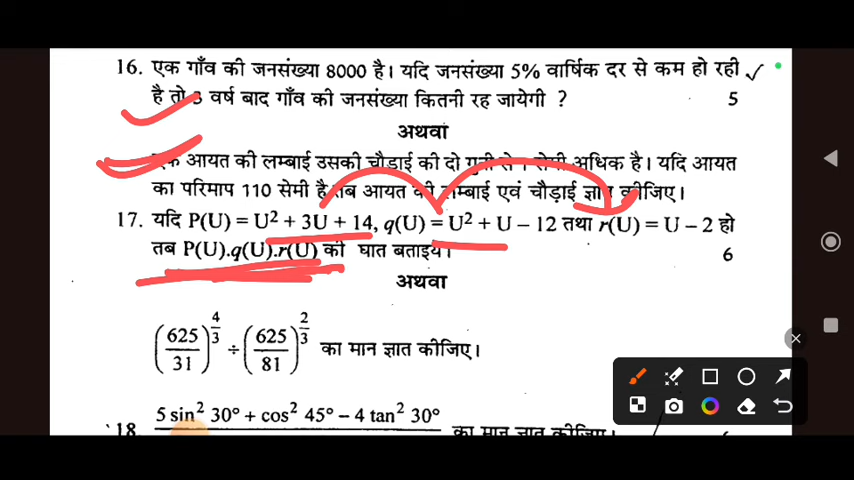 16. एक गाँव की जनसंख्या 8000 है। यदि जनसंख्या 5% वार्षिक दर से कम हो रही
है तो 3 वर्ष बाद गाँव की जनसंख्या कितनी रह जायेगी ? 5
अथवा
एक आयत की लम्बाई उसकी चौड़ाई की दो गुनी से 1 सेमी अधिक है। यदि आयत
का परिमाप 110 सेमी है तब आयत की लम्बाई एवं चौड़ाई ज्ञात कीजिए।
17. यदि P(U) = U² + 3U + 14, q(U) = U² + U – 12 तथा r(U) = U – 2 हो
तब P(U).q(U).r(U) की घात बताइये। 6
अथवा
(625/31)^(4/3) ÷ (625/81)^(2/3) का मान ज्ञात कीजिए।
18. 5 sin² 30° + cos² 45° – 4 tan² 30° का मान ज्ञात कीजिए।